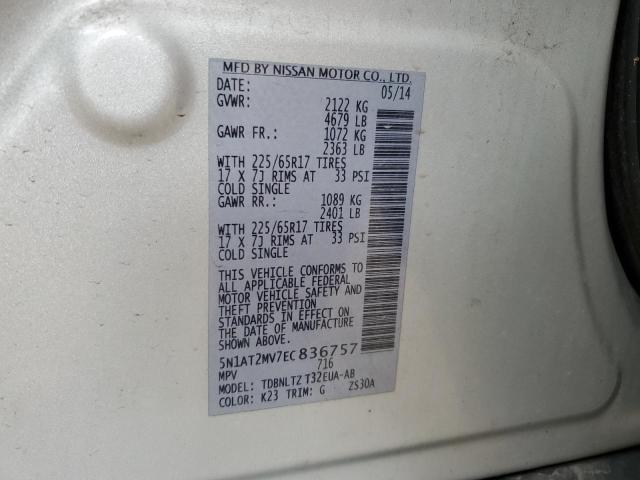 MFD BY NISSAN MOTOR CO., LTD.
DATE: 05/14
GVWR: 2122 KG
4679 LB
GAWR FR.: 1072 KG
2363 LB
WITH 225/65R17 TIRES
17 X 7J RIMS AT 33 PSI
COLD SINGLE
GAWR RR.: 1089 KG
2401 LB
WITH 225/65R17 TIRES
17 X 7J RIMS AT 33 PSI
COLD SINGLE
THIS VEHICLE CONFORMS TO
ALL APPLICABLE FEDERAL
MOTOR VEHICLE SAFETY AND
THEFT PREVENTION
STANDARDS IN EFFECT ON
THE DATE OF MANUFACTURE
SHOWN ABOVE.
5N1AT2MV7EC836757
MPV 716
MODEL: TDBNLTZ T32EUA-AB
COLOR: K23 TRIM: G ZS30A